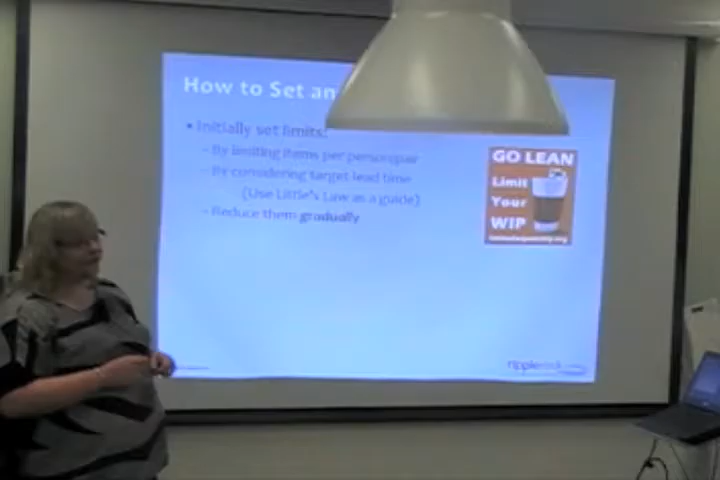 How to Set an
• Initially set limits:
– By limiting items per person/pair
– By considering target lead time
(Use Little's Law as a guide)
– Reduce them gradually
GO LEAN
Limit
Your
WIP